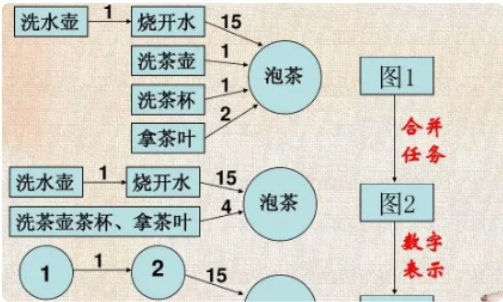 洗水壶
1
烧开水
15
洗茶壶
1
洗茶杯
1
拿茶叶
2
泡茶
图1
合并
任务
洗水壶
1
烧开水
15
洗茶壶茶杯、拿茶叶
4
泡茶
图2
数字
表示
1
1
2
15